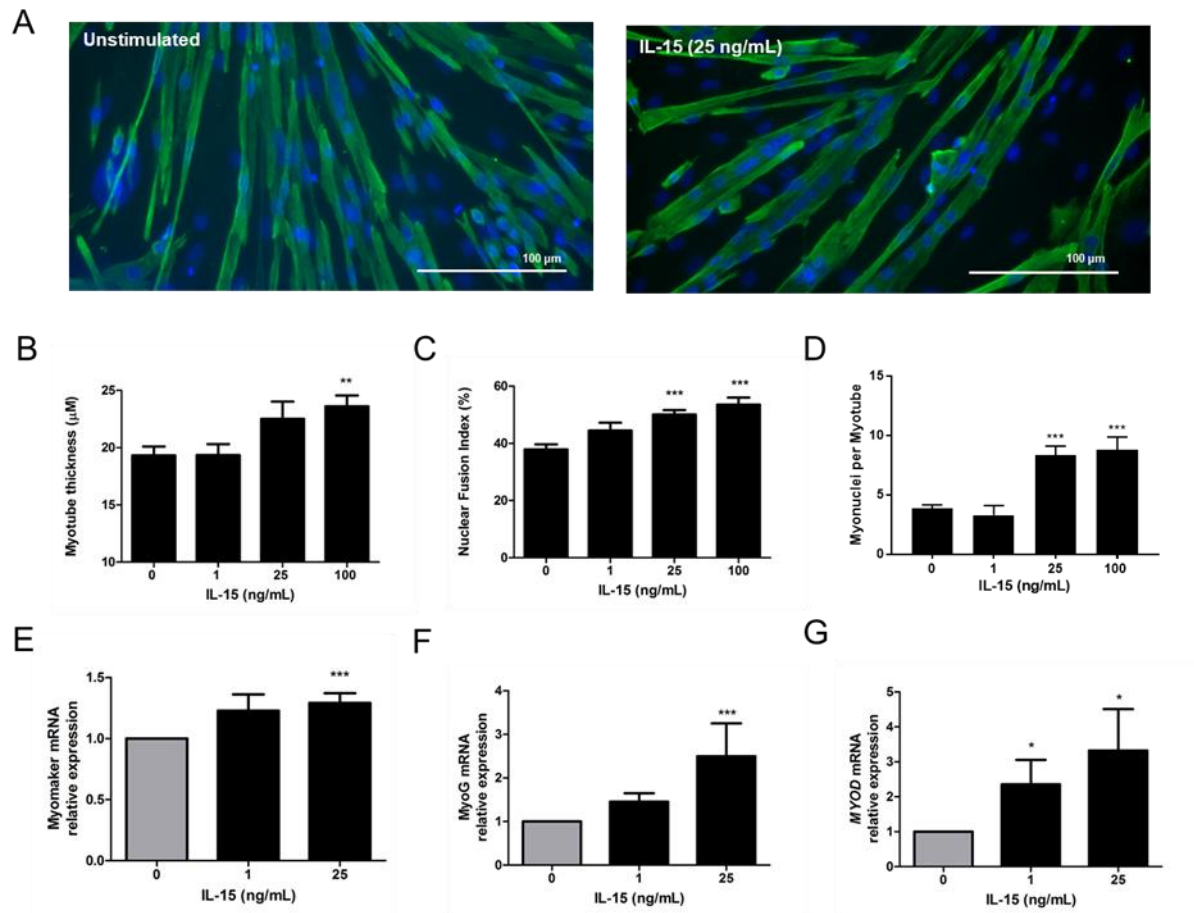 A
Unstimulated
100 µm
IL-15 (25 ng/mL)
100 µm
B
Myotube thickness (µM)
25
20
15
10
**
0 1 25 100
IL-15 (ng/mL)
C
Nuclear Fusion Index (%)
60
40
20
0
*** ***
0 1 25 100
IL-15 (ng/mL)
D
Myonuclei per Myotube
15
10
5
0
*** ***
0 1 25 100
IL-15 (ng/mL)
E
Myomaker mRNA
relative expression
1.5
1.0
0.5
0.0
***
0 1 25
IL-15 (ng/mL)
F
MyoG mRNA
relative expression
4
3
2
1
0
***
0 1 25
IL-15 (ng/mL)
G
MYOD mRNA
relative expression
5
4
3
2
1
0
* *
0 1 25
IL-15 (ng/mL)